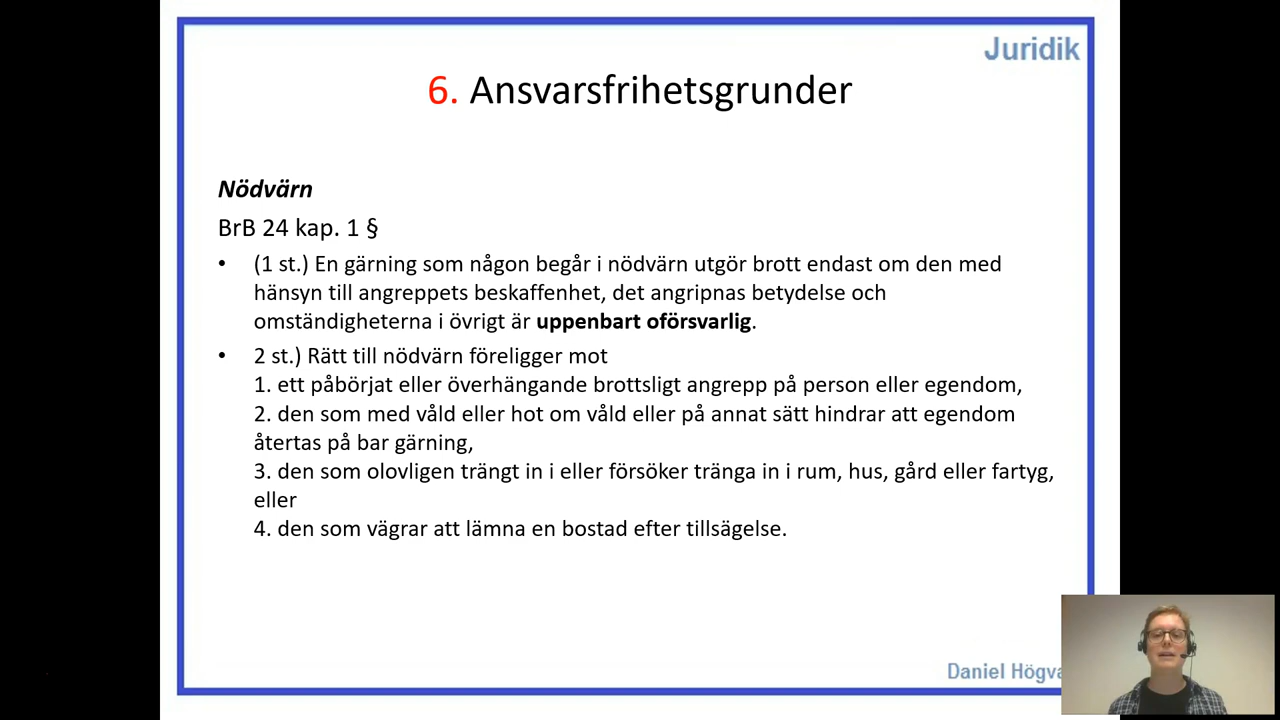 Juridik
6. Ansvarsfrihetsgrunder
Nödvärn
BrB 24 kap. 1 §
• (1 st.) En gärning som någon begår i nödvärn utgör brott endast om den med
hänsyn till angreppets beskaffenhet, det angripnas betydelse och
omständigheterna i övrigt är uppenbart oförsvarlig.
• 2 st.) Rätt till nödvärn föreligger mot
1. ett påbörjat eller överhängande brottsligt angrepp på person eller egendom,
2. den som med våld eller hot om våld eller på annat sätt hindrar att egendom
återtas på bar gärning,
3. den som olovligen trängt in i eller försöker tränga in i rum, hus, gård eller fartyg,
eller
4. den som vägrar att lämna en bostad efter tillsägelse.
Daniel